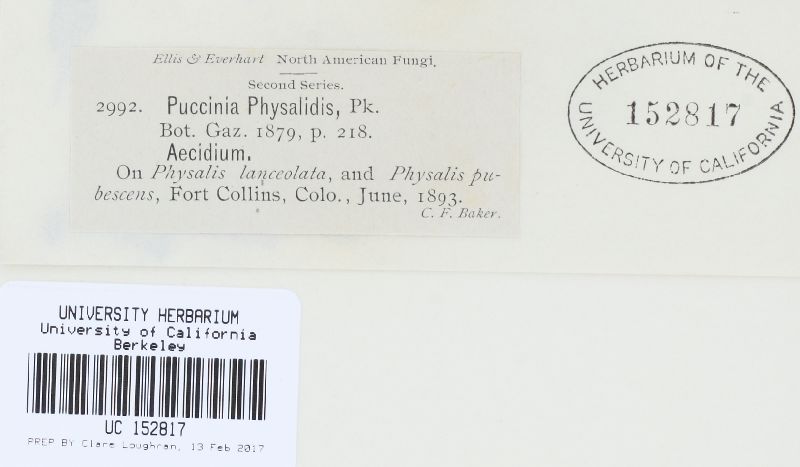 Ellis & Everhart North American Fungi.
Second Series.
2992. Puccinia Physalidis, Pk.
Bot. Gaz. 1879, p. 218.
Aecidium.
On Physalis lanceolata, and Physalis pu-
bescens, Fort Collins, Colo., June, 1893.
C. F. Baker.
HERBARIUM OF THE
152817
UNIVERSITY OF CALIFORNIA
UNIVERSITY HERBARIUM
University of California
Berkeley
UC 152817
PREP BY Clare Loughran, 13 Feb 2017